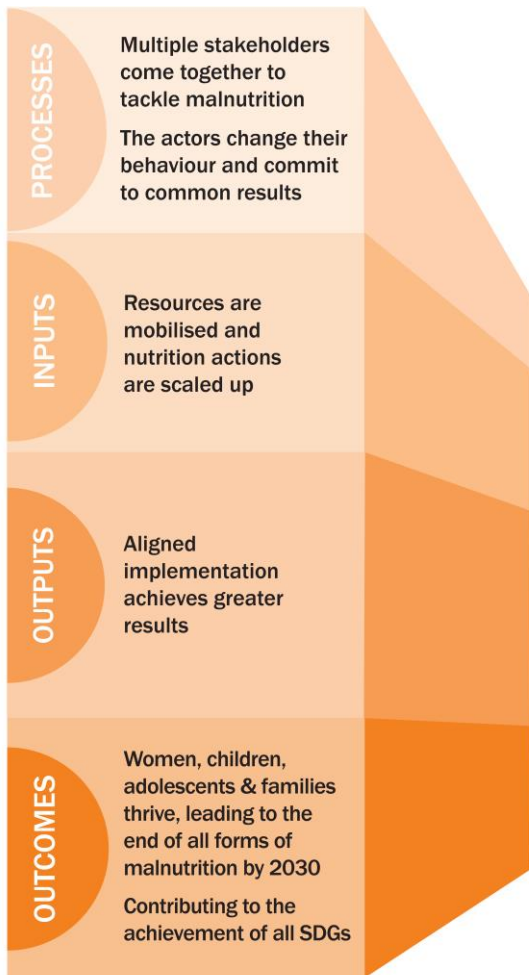 PROCESSES
Multiple stakeholders
come together to
tackle malnutrition
The actors change their
behaviour and commit
to common results
INPUTS
Resources are
mobilised and
nutrition actions
are scaled up
OUTPUTS
Aligned
implementation
achieves greater
results
OUTCOMES
Women, children,
adolescents & families
thrive, leading to the
end of all forms of
malnutrition by 2030
Contributing to the
achievement of all SDGs